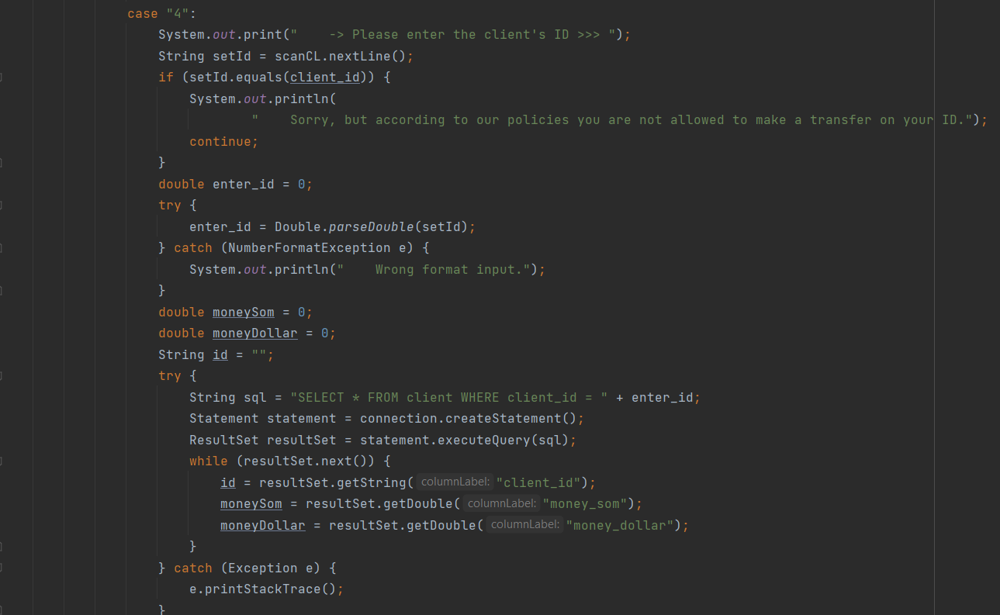 case "4":
System.out.print("    -> Please enter the client's ID >>> ");
String setId = scanCL.nextLine();
if (setId.equals(client_id)) {
System.out.println(
"    Sorry, but according to our policies you are not allowed to make a transfer on your ID.");
continue;
}
double enter_id = 0;
try {
enter_id = Double.parseDouble(setId);
} catch (NumberFormatException e) {
System.out.println("    Wrong format input.");
}
double moneySom = 0;
double moneyDollar = 0;
String id = "";
try {
String sql = "SELECT * FROM client WHERE client_id = " + enter_id;
Statement statement = connection.createStatement();
ResultSet resultSet = statement.executeQuery(sql);
while (resultSet.next()) {
id = resultSet.getString( columnLabel: "client_id");
moneySom = resultSet.getDouble( columnLabel: "money_som");
moneyDollar = resultSet.getDouble( columnLabel: "money_dollar");
}
} catch (Exception e) {
e.printStackTrace();
}